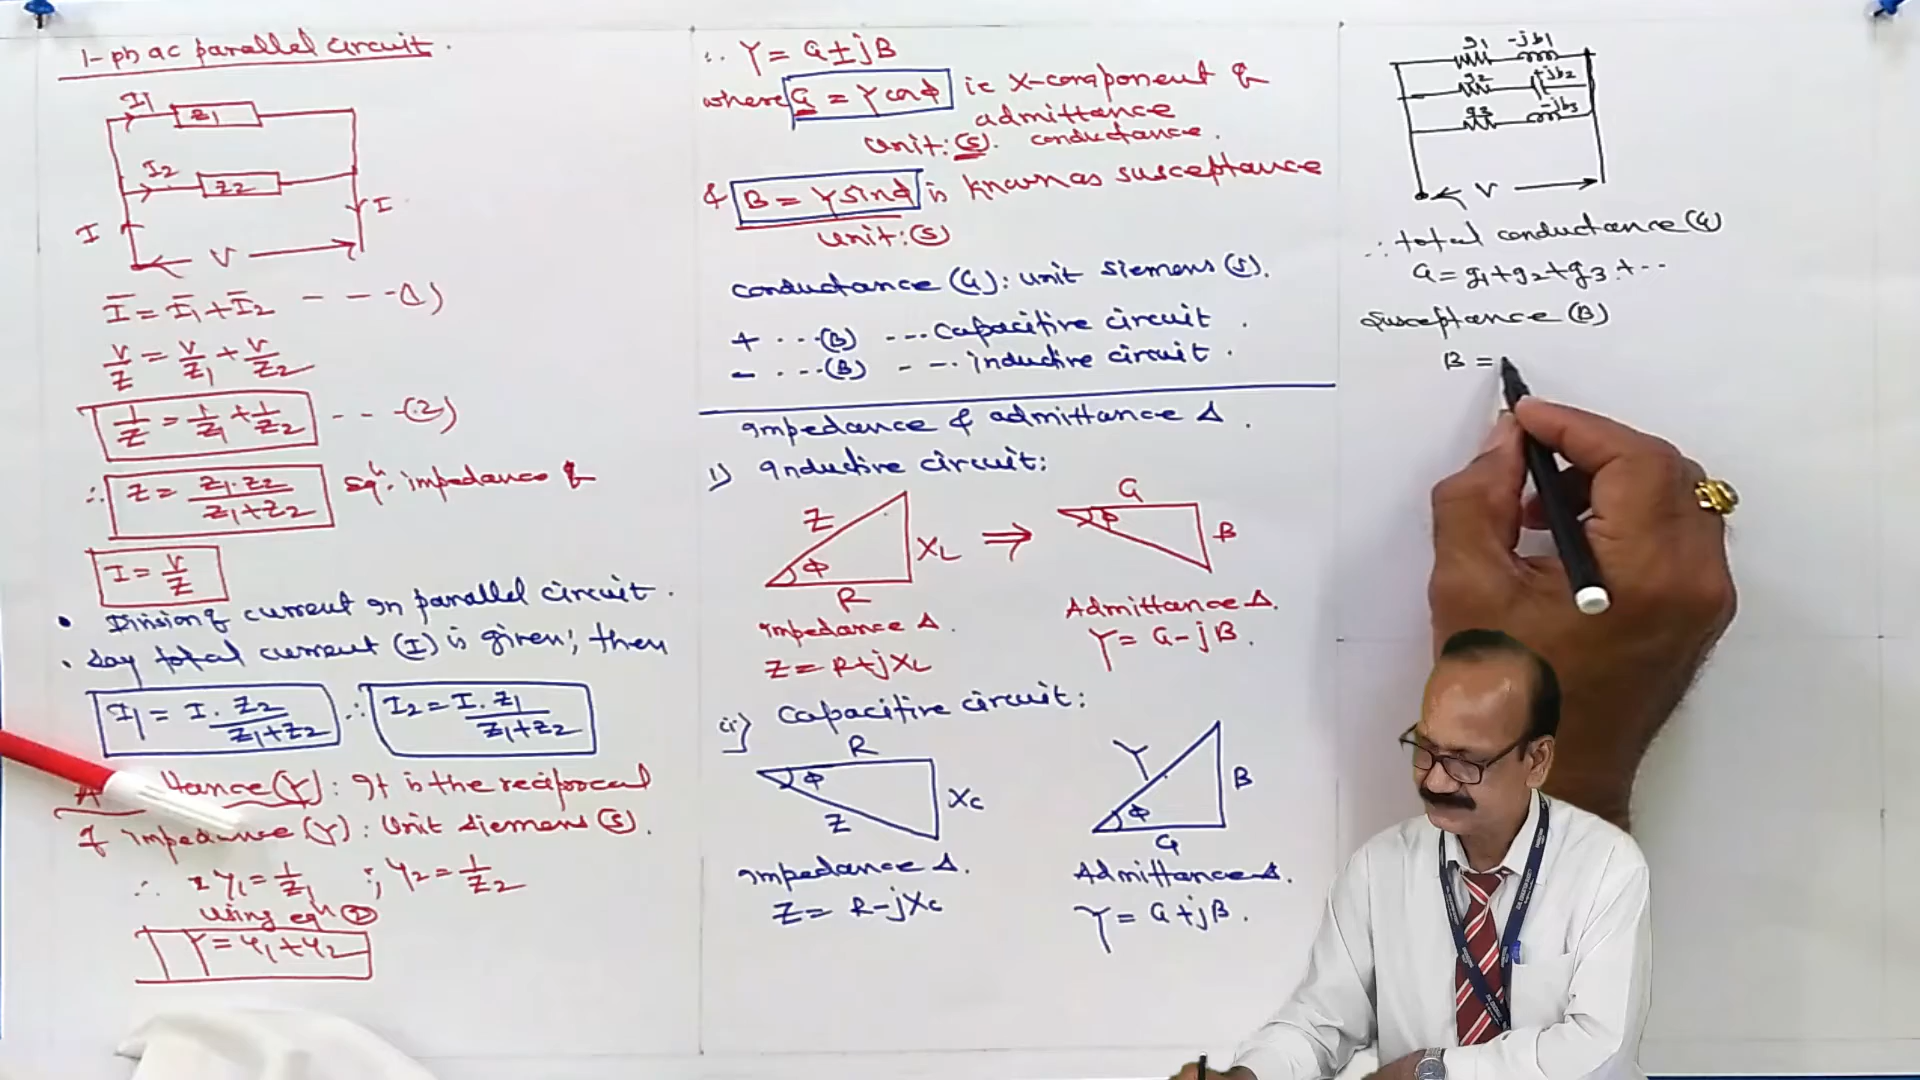 1-ph ac parallel circuit.
I1 Z1
I2 Z2
I I
V
I̅ = I̅1 + I̅2 - - - (1)
V/Z = V/Z1 + V/Z2
1/Z = 1/Z1 + 1/Z2 - - - (2)
∴ Z = Z1.Z2/Z1+Z2 eqn. impedance of
I = V/Z
• Division of current in parallel circuit.
• Say total current (I) is given; then
I1 = I. Z2/Z1+Z2 ∴ I2 = I. Z1/Z1+Z2
A ttance (Y): It is the reciprocal
of impedance (Y): Unit Siemens (S).
∴ Y1 = 1/Z1 ; Y2 = 1/Z2
using eqn (2)
Y = Y1 + Y2
∴ Y = G ± jB
where G = Y cos ϕ is X-component of
admittance
Unit: (S). conductance.
& B = Y sin ϕ is known as susceptance
Unit: (S)
conductance (G): unit Siemens (S).
+ ...(B) ---capacitive circuit.
- ...(B) - - - inductive circuit.
Impedance & admittance Δ.
i) Inductive circuit:
Z ϕ R XL ⇒ G ϕ B
Impedance Δ. Admittance Δ.
Z = R + jXL Y = G - jB.
ii) Capacitive circuit:
R ϕ Z Xc Y ϕ G B
Impedance Δ. Admittance Δ.
Z = R - jXc Y = G + jB.
g1 -jb1
g2 +jb2
g3 -jb3
V
∴ total conductance (G)
G = g1 + g2 + g3 + ...
Susceptance (B)
B =